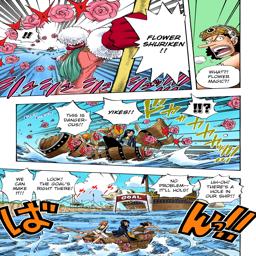 !!
FLOWER
SHURIKEN
!!
WHAT?!
FLOWER
MAGIC?!
THIS IS
DANGER-
OUS!!
YIKES!!
!!?
WE
CAN
MAKE
IT!!
LOOK!
THE GOAL'S
RIGHT THERE!
NO
PROBLEM--
IT'LL HOLD!
UH-OH!
THERE'S
A HOLE
IN OUR
SHIP!!
GOAL
ば
んっ!!